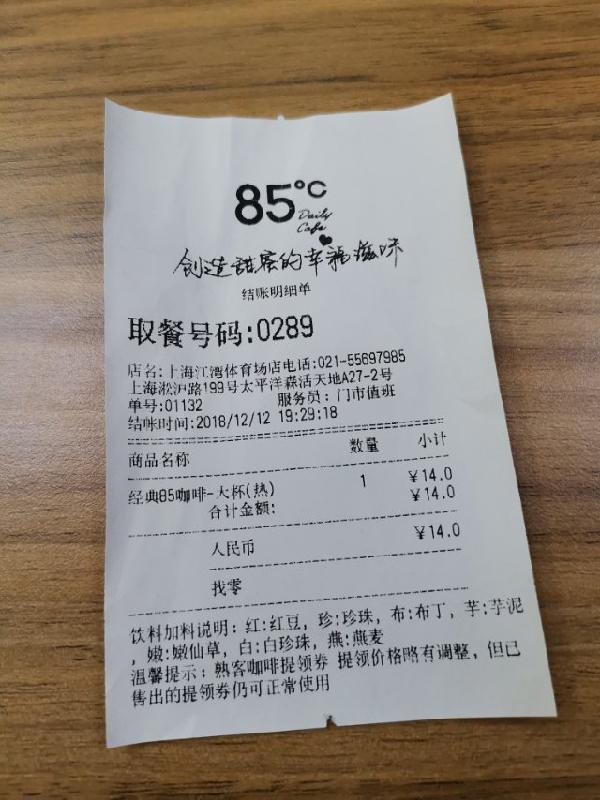 85°C
Daily
Cafe
创造甜蜜的幸福滋味
结账明细单
取餐号码:0289
店名:上海江湾体育场店电话:021-55697985
上海淞沪路199号太平洋森活天地A27-2号
单号:01132 服务员: 门市值班
结帐时间:2018/12/12 19:29:18
商品名称 数量 小计
经典85咖啡-大杯(热) 1 ¥14.0
合计金额: ¥14.0
人民币 ¥14.0
找零
饮料加料说明: 红:红豆, 珍:珍珠, 布:布丁, 芋:芋泥
, 嫩:嫩仙草, 白:白珍珠, 燕:燕麦
温馨提示: 熟客咖啡提领券 提领价格略有调整, 但已
售出的提领券仍可正常使用